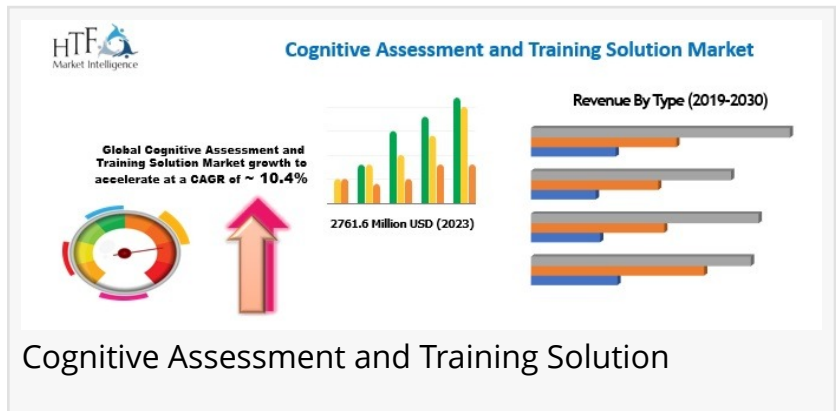 HTF
Market Intelligence
Cognitive Assessment and Training Solution Market
Global Cognitive Assessment and
Training Solution Market growth to
accelerate at a CAGR of ~ 10.4%
2761.6 Million USD (2023)
Revenue By Type (2019-2030)
Cognitive Assessment and Training Solution